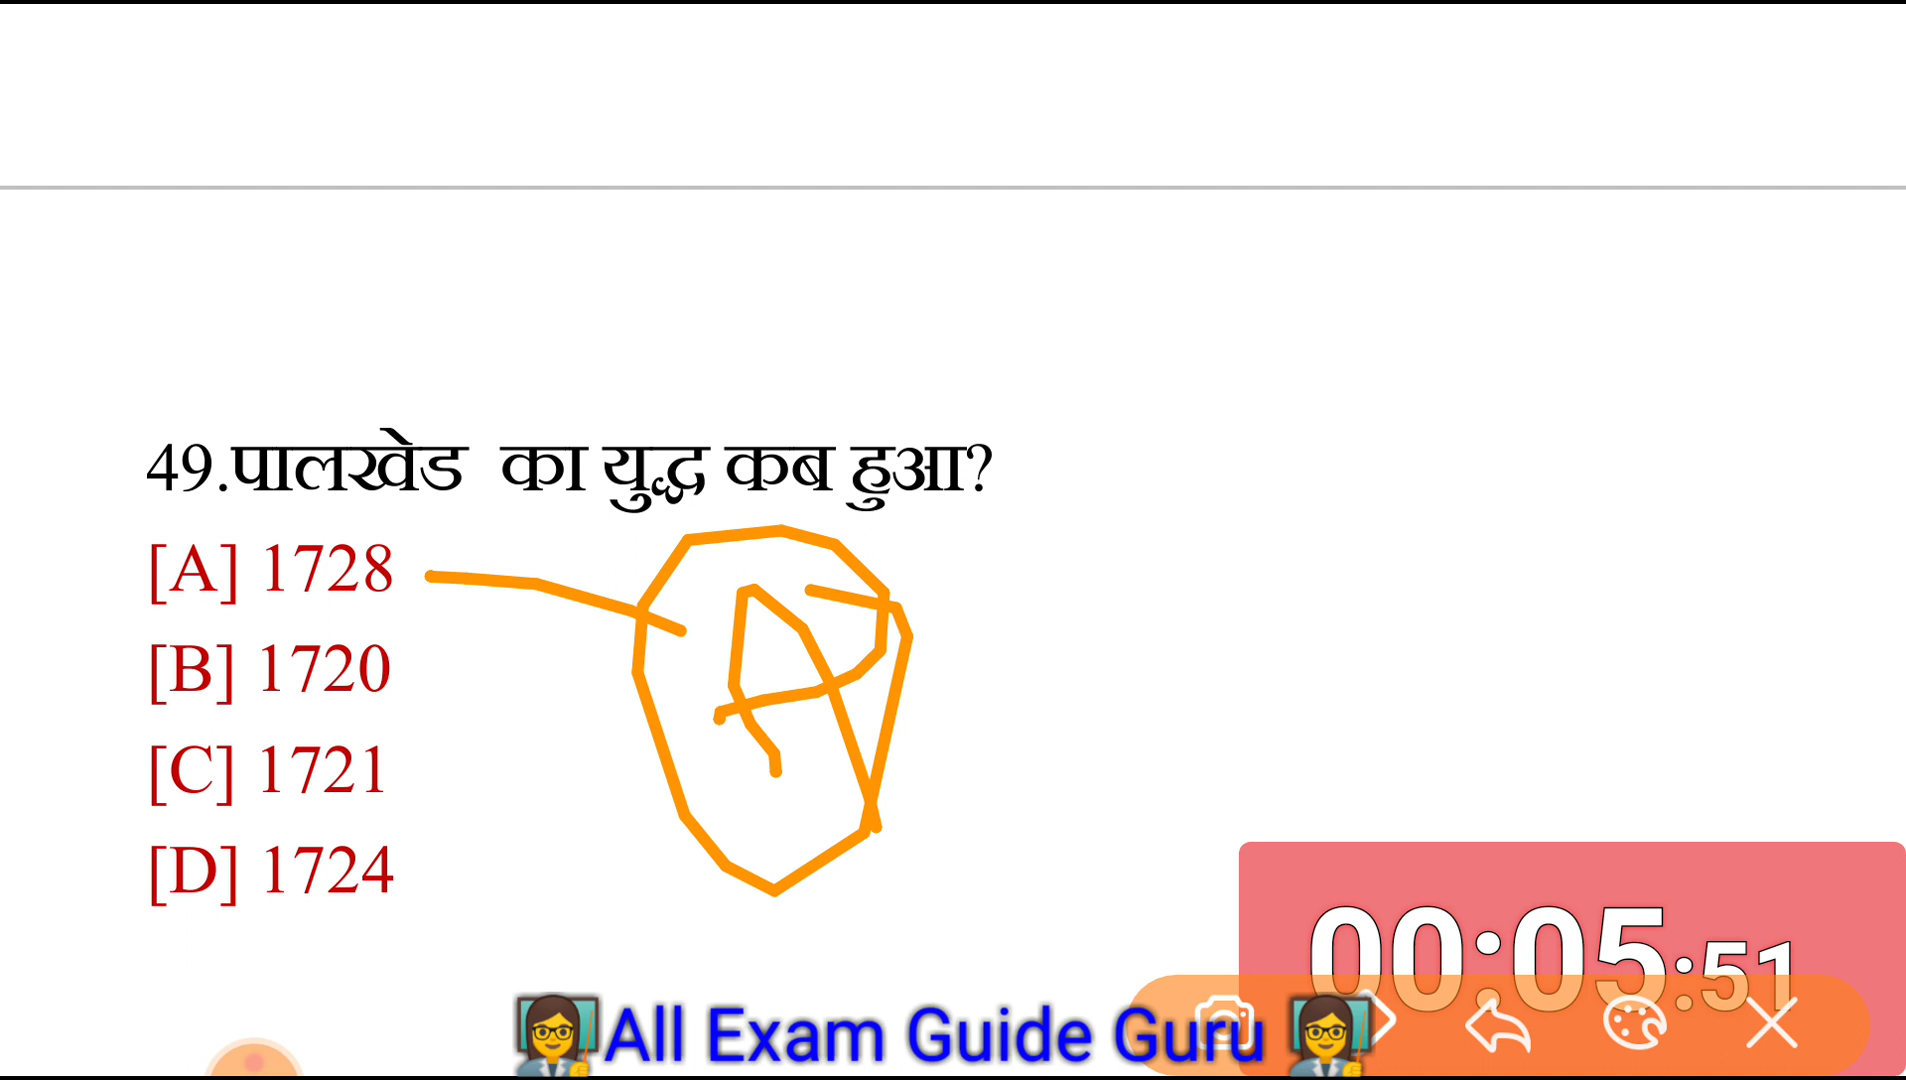 49.पालखेड का युद्ध कब हुआ?
[A] 1728
A
[B] 1720
[C] 1721
[D] 1724
00:05:51
All Exam Guide Guru